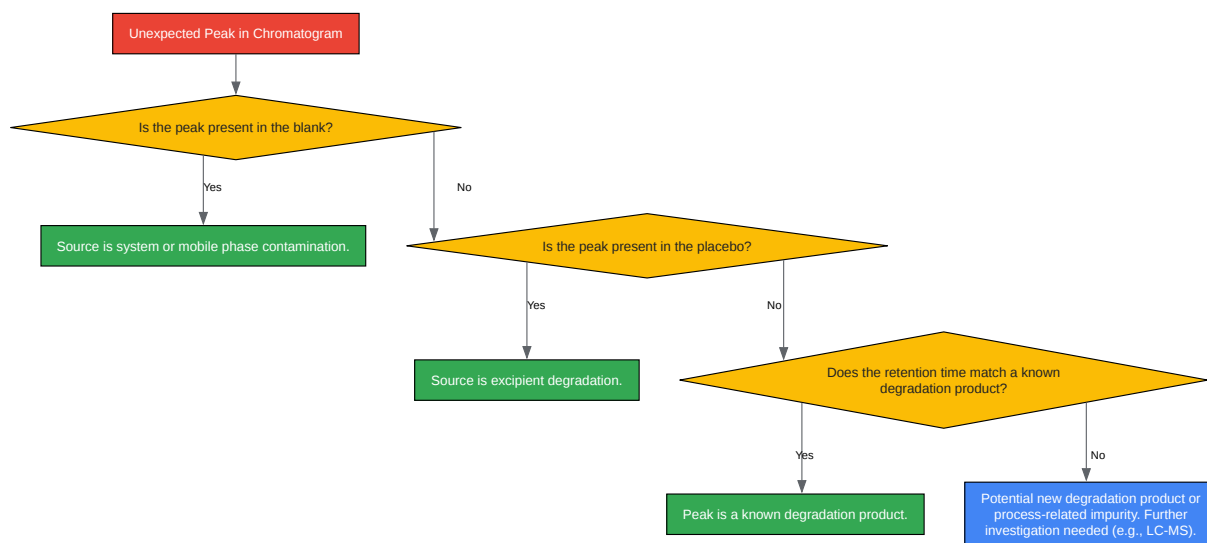 Unexpected Peak in Chromatogram
Is the peak present in the blank?
Yes
No
Source is system or mobile phase contamination.
Is the peak present in the placebo?
Yes
No
Source is excipient degradation.
Does the retention time match a known
degradation product?
Yes
No
Peak is a known degradation product.
Potential new degradation product or
process-related impurity. Further
investigation needed (e.g., LC-MS).